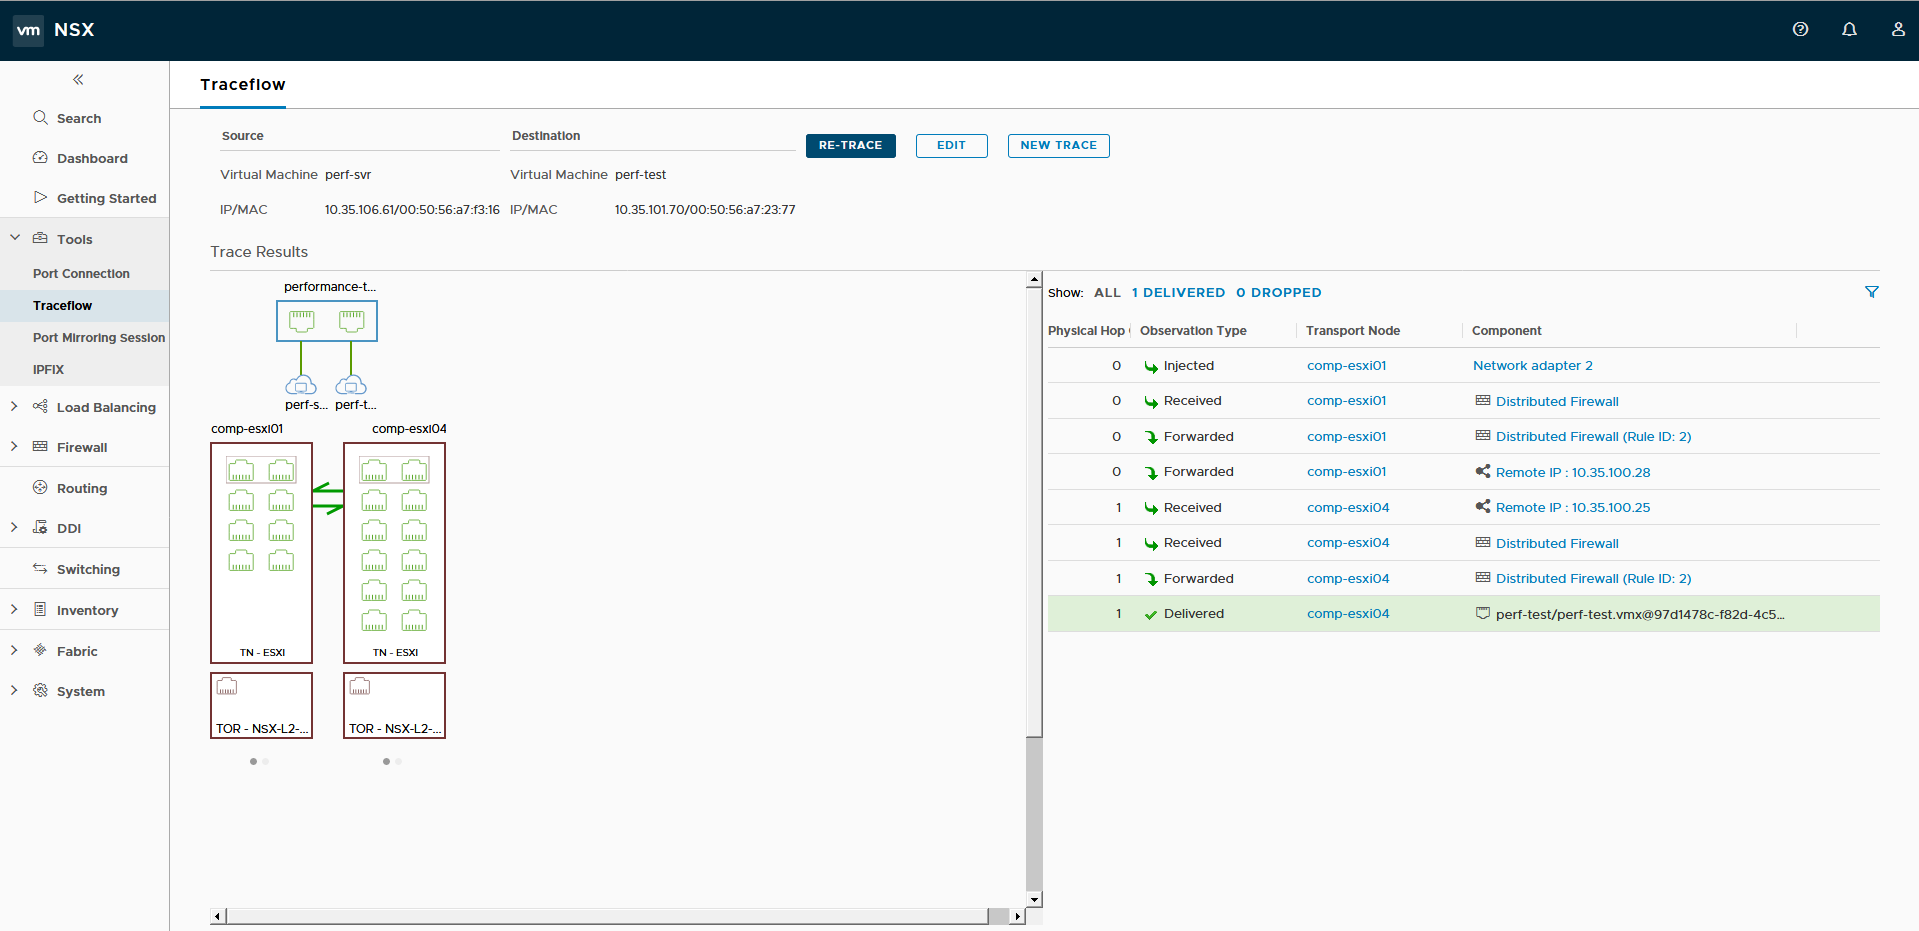 vm NSX
Search
Dashboard
Getting Started
Tools
Port Connection
Traceflow
Port Mirroring Session
IPFIX
Load Balancing
Firewall
Routing
DDI
Switching
Inventory
Fabric
System
Traceflow
Source Destination
RE-TRACE EDIT NEW TRACE
Virtual Machine perf-svr Virtual Machine perf-test
IP/MAC 10.35.106.61/00:50:56:a7:f3:16 IP/MAC 10.35.101.70/00:50:56:a7:23:77
Trace Results
performance-t...
perf-s... perf-t...
comp-esxi01 comp-esxi04
TN - ESXI TN - ESXI
TOR - NSX-L2-... TOR - NSX-L2-...
Show: ALL 1 DELIVERED 0 DROPPED
Physical Hop Observation Type Transport Node Component
0 Injected comp-esxi01 Network adapter 2
0 Received comp-esxi01 Distributed Firewall
0 Forwarded comp-esxi01 Distributed Firewall (Rule ID: 2)
0 Forwarded comp-esxi01 Remote IP : 10.35.100.28
1 Received comp-esxi04 Remote IP : 10.35.100.25
1 Received comp-esxi04 Distributed Firewall
1 Forwarded comp-esxi04 Distributed Firewall (Rule ID: 2)
1 Delivered comp-esxi04 perf-test/perf-test.vmx@97d1478c-f82d-4c5...